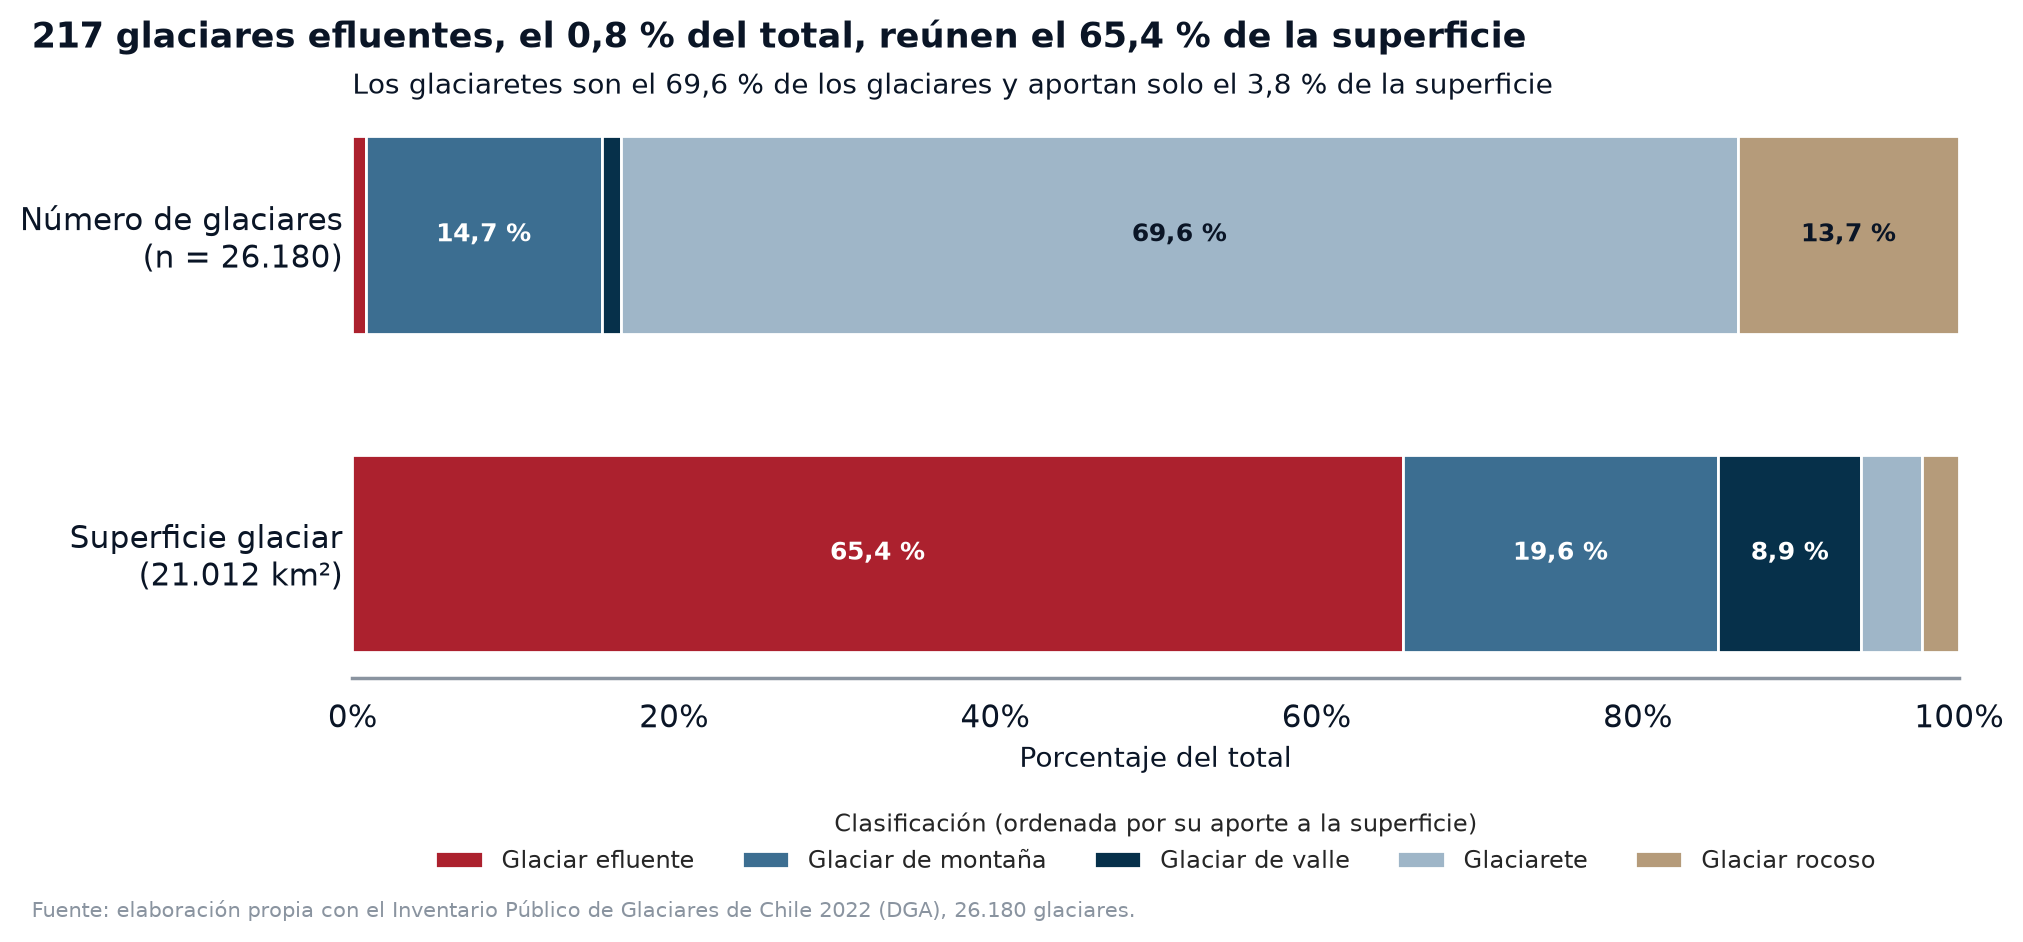 217 glaciares efluentes, el 0,8 % del total, reúnen el 65,4 % de la superficie
Los glaciaretes son el 69,6 % de los glaciares y aportan solo el 3,8 % de la superficie
Número de glaciares
(n = 26.180)
14,7 %
69,6 %
13,7 %
Superficie glaciar
(21.012 km²)
65,4 %
19,6 %
8,9 %
0%
20%
40%
60%
80%
100%
Porcentaje del total
Clasificación (ordenada por su aporte a la superficie)
Glaciar efluente
Glaciar de montaña
Glaciar de valle
Glaciarete
Glaciar rocoso
Fuente: elaboración propia con el Inventario Público de Glaciares de Chile 2022 (DGA), 26.180 glaciares.